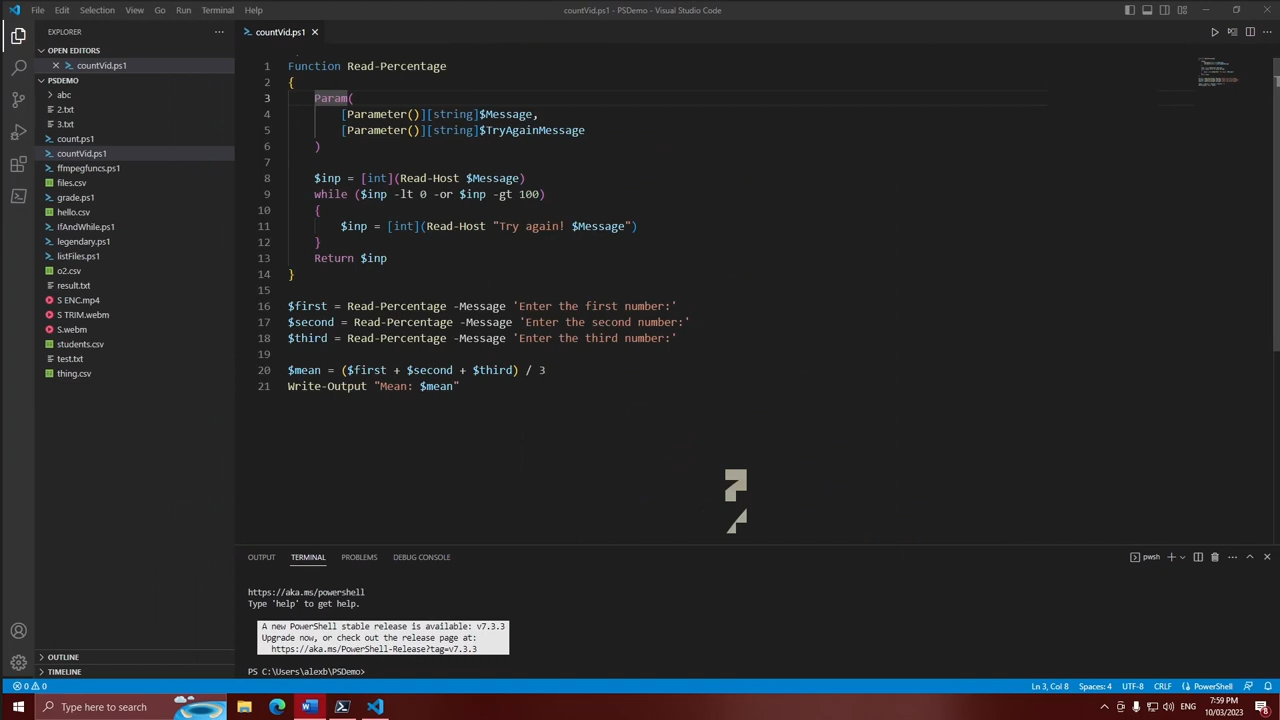 File Edit Selection View Go Run Terminal Help
countVid.ps1 - PSDemo - Visual Studio Code
EXPLORER
OPEN EDITORS
countVid.ps1
PSDEMO
abc
2.txt
3.txt
count.ps1
countVid.ps1
ffmpegfuncs.ps1
files.csv
grade.ps1
hello.csv
IfAndWhile.ps1
legendary.ps1
listFiles.ps1
o2.csv
result.txt
S ENC.mp4
S TRIM.webm
S.webm
students.csv
test.txt
thing.csv
OUTLINE
TIMELINE
countVid.ps1
1 Function Read-Percentage
2 {
3 Param(
4 [Parameter()][string]$Message,
5 [Parameter()][string]$TryAgainMessage
6 )
7
8 $inp = [int](Read-Host $Message)
9 while ($inp -lt 0 -or $inp -gt 100)
10 {
11 $inp = [int](Read-Host "Try again! $Message")
12 }
13 Return $inp
14 }
15
16 $first = Read-Percentage -Message 'Enter the first number:'
17 $second = Read-Percentage -Message 'Enter the second number:'
18 $third = Read-Percentage -Message 'Enter the third number:'
19
20 $mean = ($first + $second + $third) / 3
21 Write-Output "Mean: $mean"
OUTPUT TERMINAL PROBLEMS DEBUG CONSOLE
pwsh
https://aka.ms/powershell
Type 'help' to get help.
A new PowerShell stable release is available: v7.3.3
Upgrade now, or check out the release page at:
https://aka.ms/PowerShell-Release?tag=v7.3.3
PS C:\Users\alexb\PSDemo>
0 0
Ln 3, Col 8 Spaces: 4 UTF-8 CRLF PowerShell
Type here to search
ENG
7:59 PM
10/03/2023
8